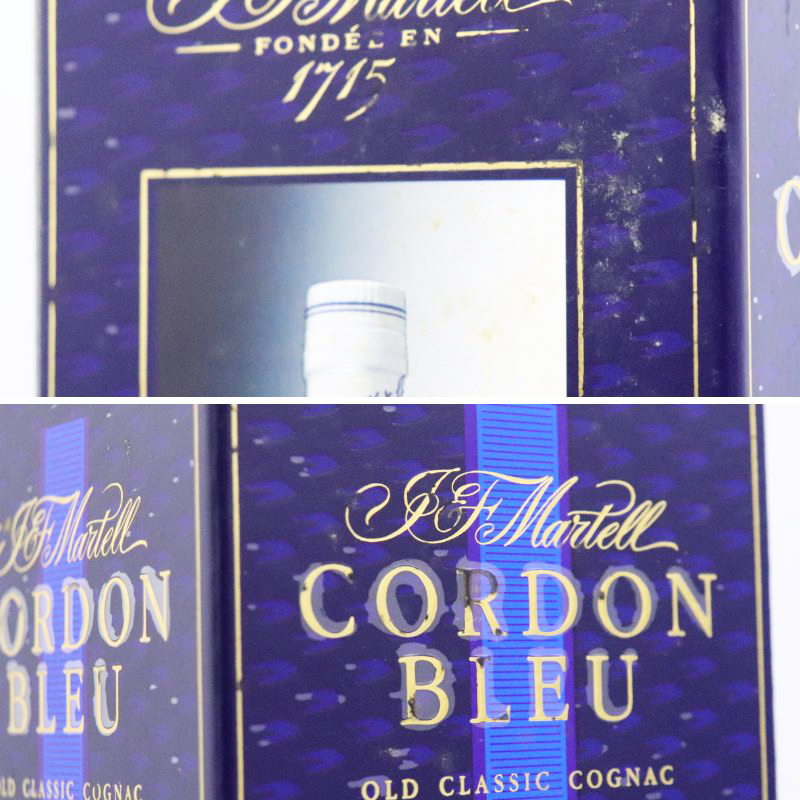 J&F Martell
FONDÉE EN
1715
J&F Martell
CORDON
BLEU
OLD CLASSIC COGNAC
J&F Martell
CORDON
BLEU
OLD CLASSIC COGNAC